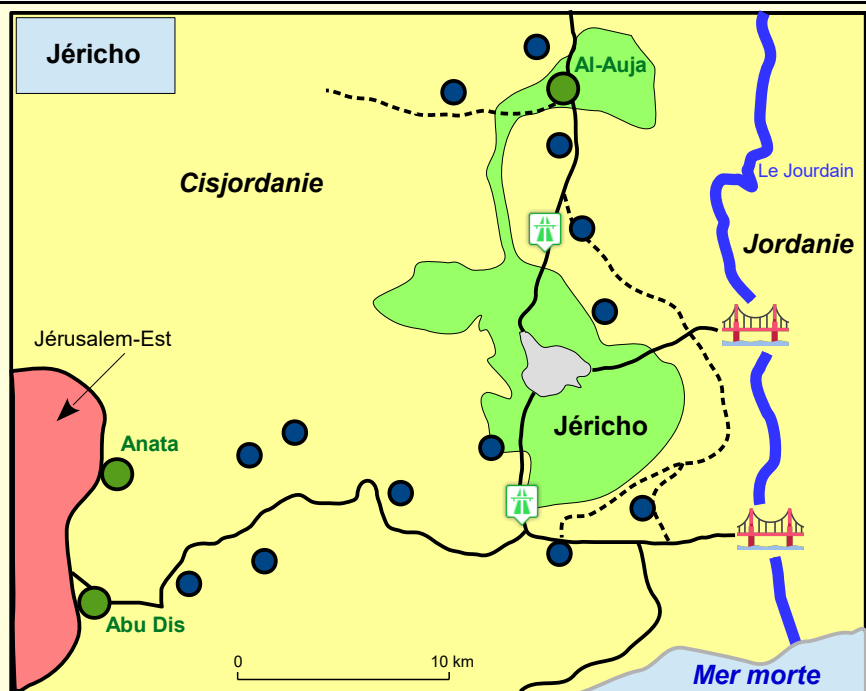 Jéricho
Al-Auja
Le Jourdain
Cisjordanie
Jordanie
Jérusalem-Est
Jéricho
Anata
Abu Dis
0 10 km
Mer morte